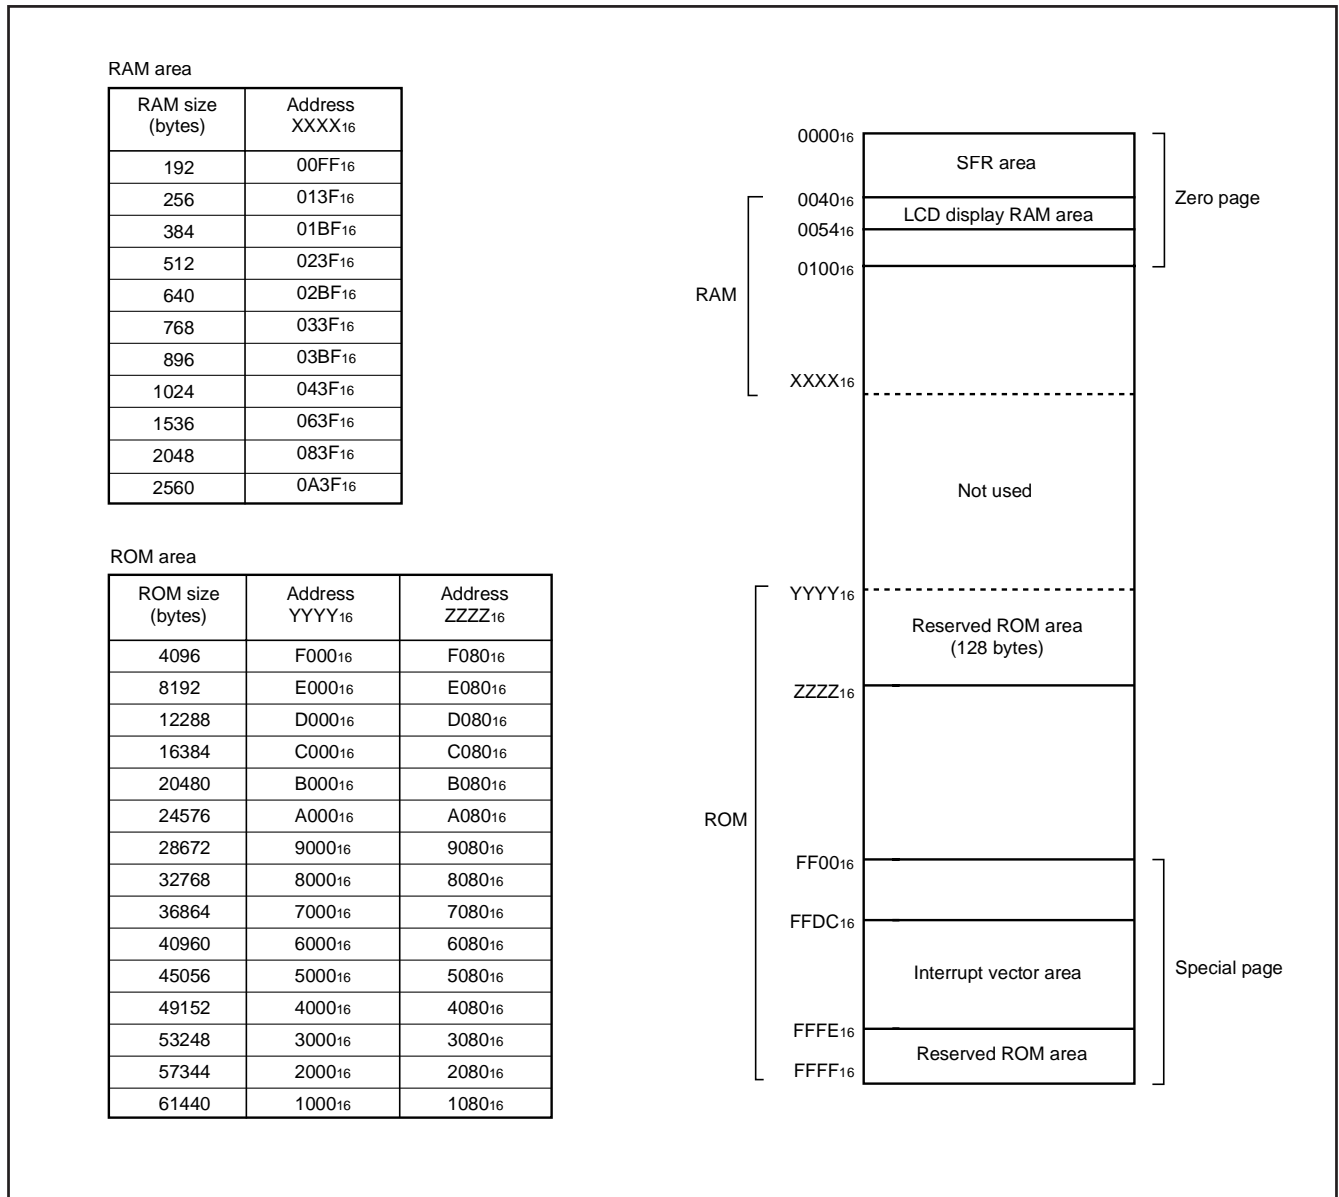 RAM area
RAM size (bytes) Address XXXX16
192 00FF16
256 013F16
384 01BF16
512 023F16
640 02BF16
768 033F16
896 03BF16
1024 043F16
1536 063F16
2048 083F16
2560 0A3F16
ROM area
ROM size (bytes) Address YYYY16 Address ZZZZ16
4096 F00016 F08016
8192 E00016 E08016
12288 D00016 D08016
16384 C00016 C08016
20480 B00016 B08016
24576 A00016 A08016
28672 900016 908016
32768 800016 808016
36864 700016 708016
40960 600016 608016
45056 500016 508016
49152 400016 408016
53248 300016 308016
57344 200016 208016
61440 100016 108016
000016
SFR area
004016
Zero page
LCD display RAM area
005416
010016
RAM
XXXX16
Not used
YYYY16
Reserved ROM area
(128 bytes)
ZZZZ16
ROM
FF0016
FFDC16
Interrupt vector area
Special page
FFFE16
Reserved ROM area
FFFF16